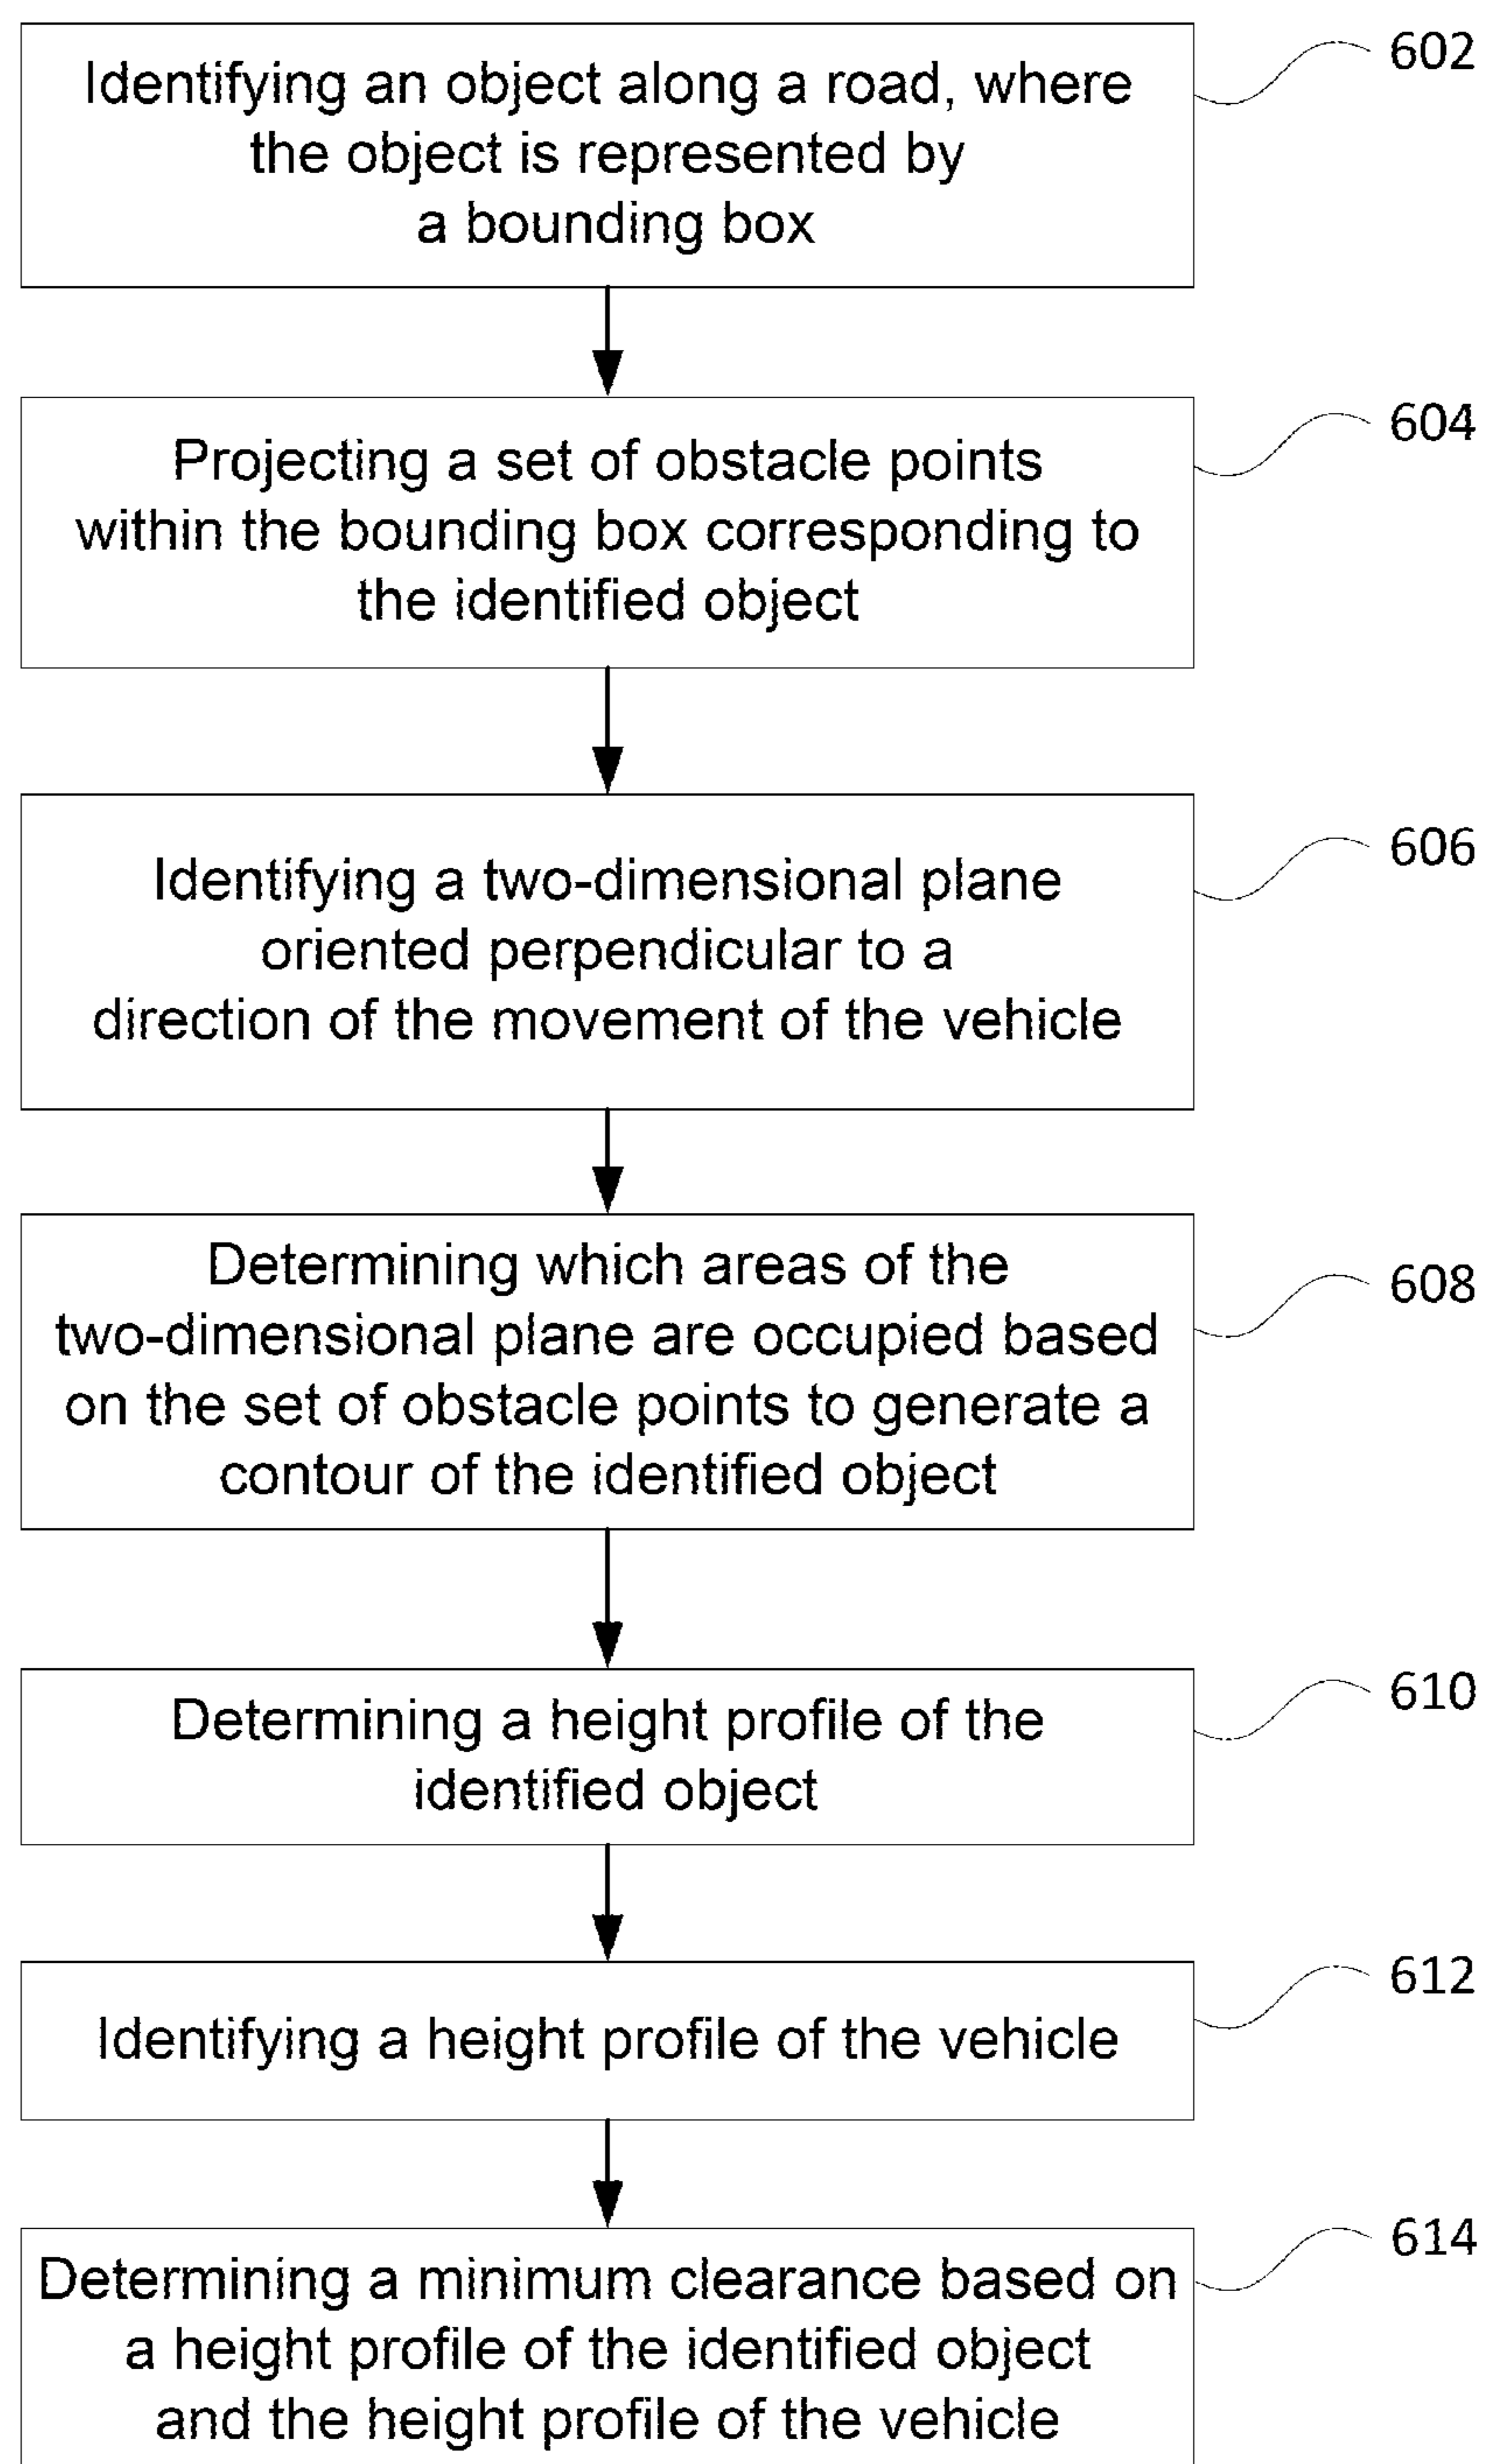 Identifying an object along a road, where
the object is represented by
a bounding box
602
Projecting a set of obstacle points
within the bounding box corresponding to
the identified object
604
Identifying a two-dimensional plane
oriented perpendicular to a
direction of the movement of the vehicle
606
Determining which areas of the
two-dimensional plane are occupied based
on the set of obstacle points to generate a
contour of the identified object
608
Determining a height profile of the
identified object
610
Identifying a height profile of the vehicle
612
Determining a minimum clearance based on
a height profile of the identified object
and the height profile of the vehicle
614